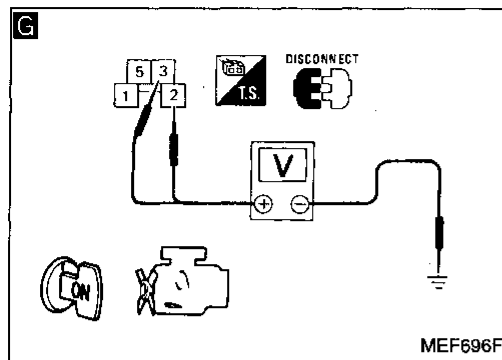 G
DISCONNECT
5 3
1 2
T.S.
V
+ −
ON
MEF696F